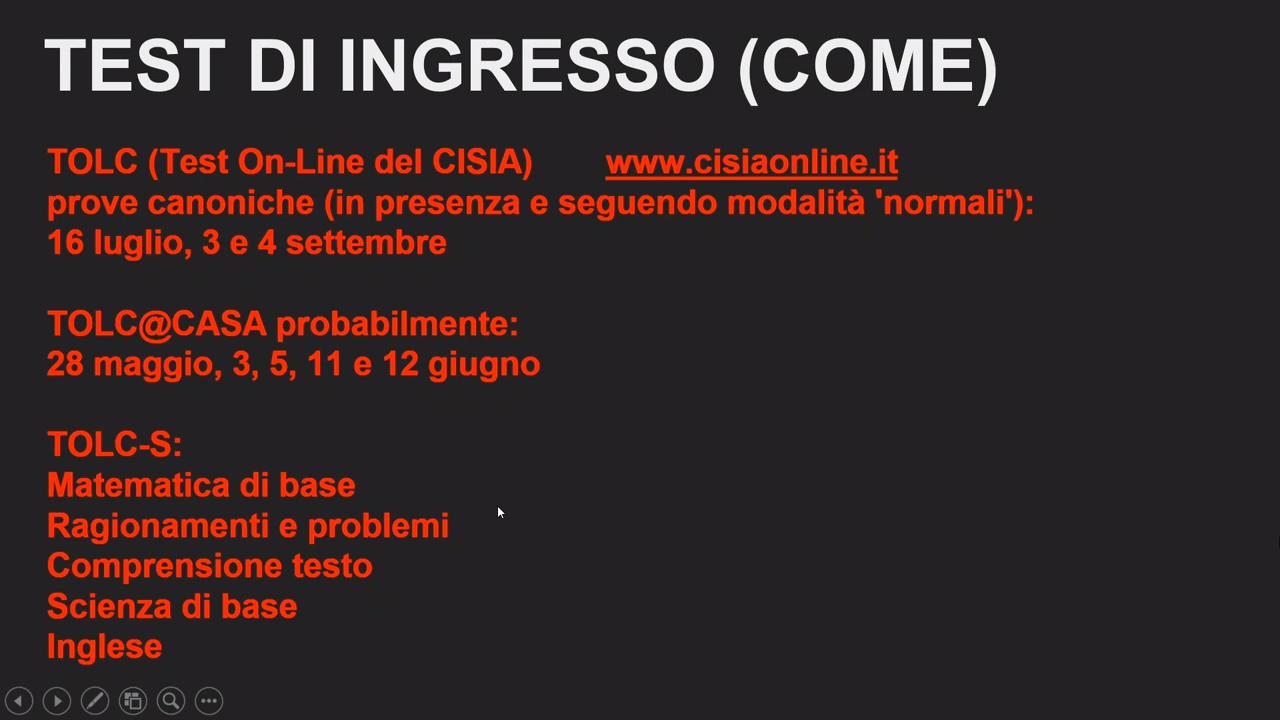 TEST DI INGRESSO (COME)
TOLC (Test On-Line del CISIA) www.cisiaonline.it
prove canoniche (in presenza e seguendo modalità 'normali'):
16 luglio, 3 e 4 settembre
TOLC@CASA probabilmente:
28 maggio, 3, 5, 11 e 12 giugno
TOLC-S:
Matematica di base
Ragionamenti e problemi
Comprensione testo
Scienza di base
Inglese